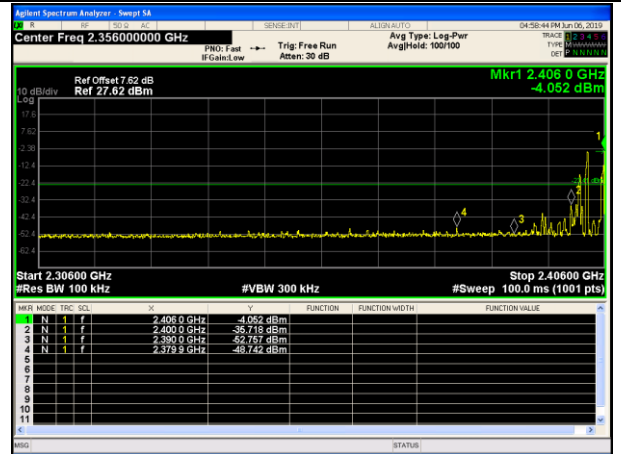 Agilent Spectrum Analyzer - Swept SA
R RF 50 Ω AC SENSE:INT ALIGN AUTO 04:58:44 PM Jun 06, 2019
Center Freq 2.356000000 GHz
PNO: Fast
IFGain:Low
Trig: Free Run
Atten: 30 dB
Avg Type: Log-Pwr
Avg|Hold: 100/100
TRACE 1 2 3 4 5 6
TYPE M
DET P N N N N N
Mkr1 2.406 0 GHz
-4.052 dBm
Ref Offset 7.62 dB
10 dB/div Ref 27.62 dBm
Log
17.6
7.62
-2.38
-12.4
-22.4
-32.4
-42.4
-52.4
-62.4
1
2
3
4
Start 2.30600 GHz Stop 2.40600 GHz
#Res BW 100 kHz #VBW 300 kHz #Sweep 100.0 ms (1001 pts)
MKR MODE TRC SCL X Y FUNCTION FUNCTION WIDTH FUNCTION VALUE
1 N 1 f 2.406 0 GHz -4.052 dBm
2 N 1 f 2.400 0 GHz -35.718 dBm
3 N 1 f 2.390 0 GHz -52.757 dBm
4 N 1 f 2.379 9 GHz -48.742 dBm
5
6
7
8
9
10
11
MSG STATUS